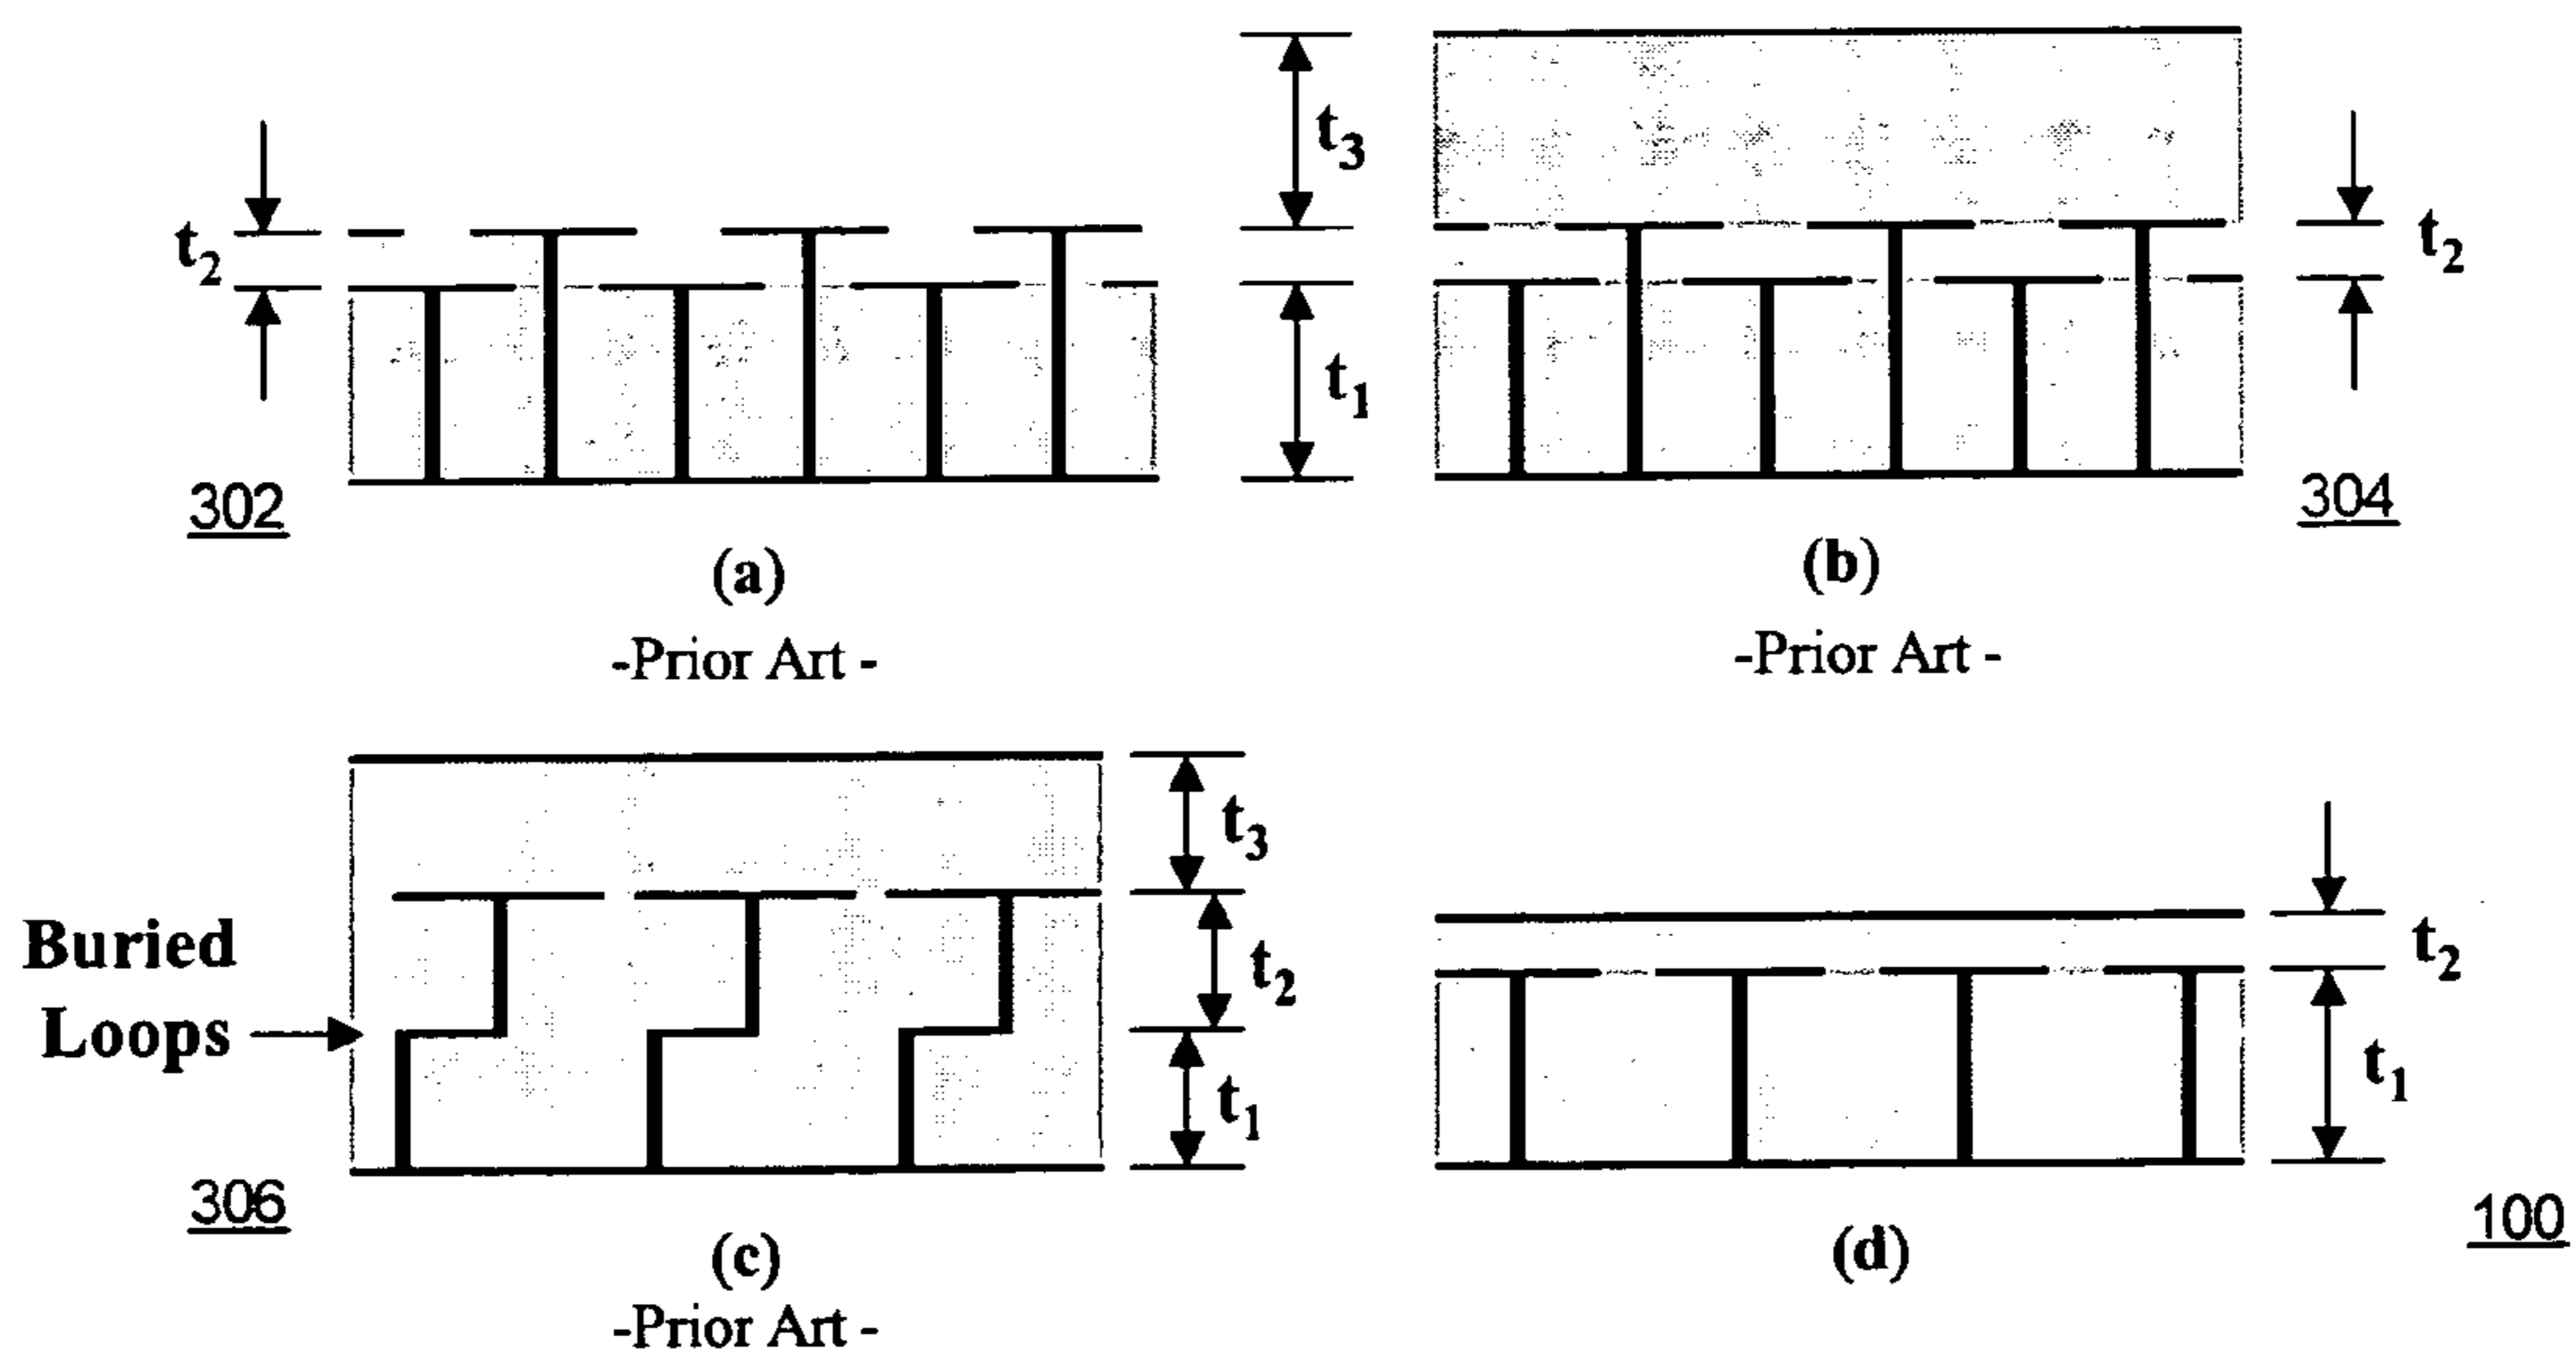 t3
t2
t2
t1
302
304
(a)
(b)
-Prior Art -
-Prior Art -
t3
Buried
Loops
t2
t2
t1
t1
306
100
(c)
(d)
-Prior Art -